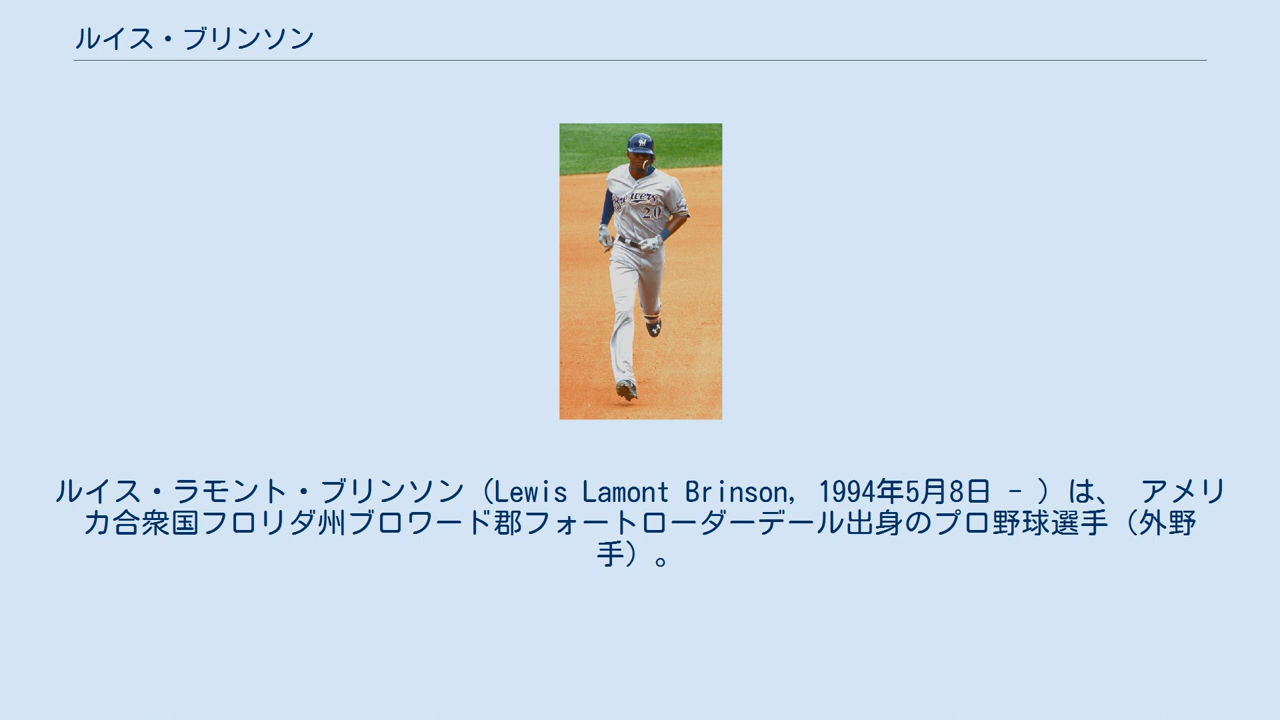 ルイス・ブリンソン
Brewers
20
ルイス・ラモント・ブリンソン（Lewis Lamont Brinson, 1994年5月8日 - ）は、 アメリ
カ合衆国フロリダ州ブロワード郡フォートローダーデール出身のプロ野球選手（外野
手）。